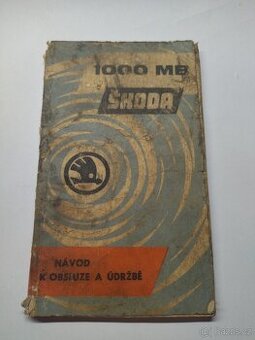 1000 MB
ŠKODA
NÁVOD
K OBSLUZE A ÚDRŽBĚ